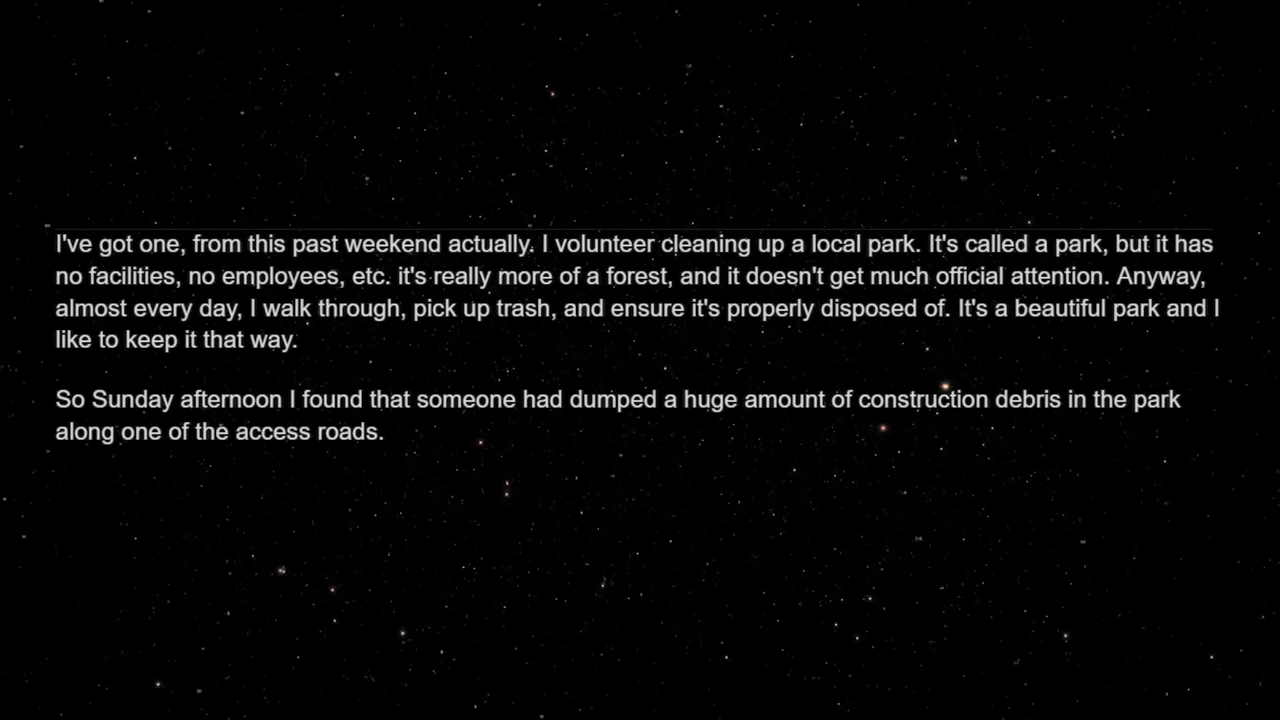 I've got one, from this past weekend actually. I volunteer cleaning up a local park. It's called a park, but it has
no facilities, no employees, etc. it's really more of a forest, and it doesn't get much official attention. Anyway,
almost every day, I walk through, pick up trash, and ensure it's properly disposed of. It's a beautiful park and I
like to keep it that way.
So Sunday afternoon I found that someone had dumped a huge amount of construction debris in the park
along one of the access roads.